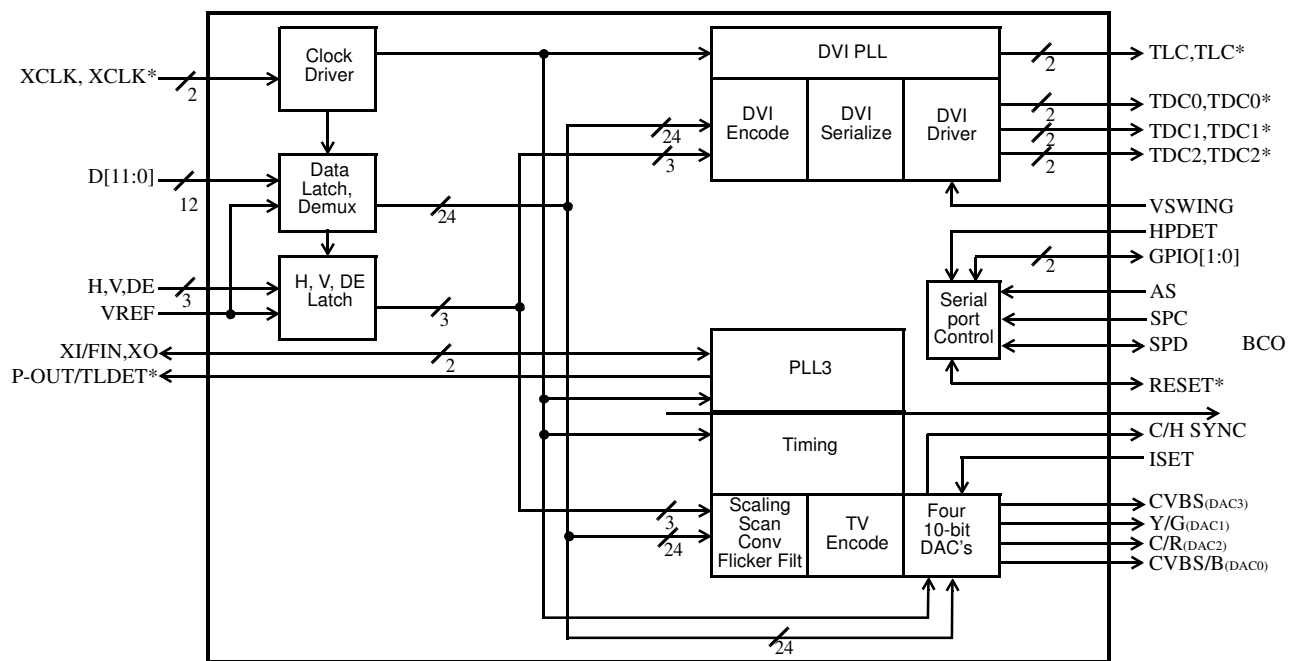 Clock
Driver
DVI PLL
TLC,TLC*
XCLK, XCLK*
2
2
DVI
Encode
DVI
Serialize
DVI
Driver
TDC0,TDC0*
2
TDC1,TDC1*
2
TDC2,TDC2*
2
24
3
D[11:0]
12
Data
Latch,
Demux
24
VSWING
HPDET
GPIO[1:0]
2
H,V,DE
3
VREF
H, V, DE
Latch
3
Serial
port
Control
AS
SPC
SPD
BCO
RESET*
XI/FIN,XO
2
P-OUT/TLDET*
PLL3
Timing
C/H SYNC
ISET
Scaling
Scan
Conv
Flicker Filt
TV
Encode
Four
10-bit
DAC's
3
24
CVBS(DAC3)
Y/G(DAC1)
C/R(DAC2)
CVBS/B(DAC0)
24